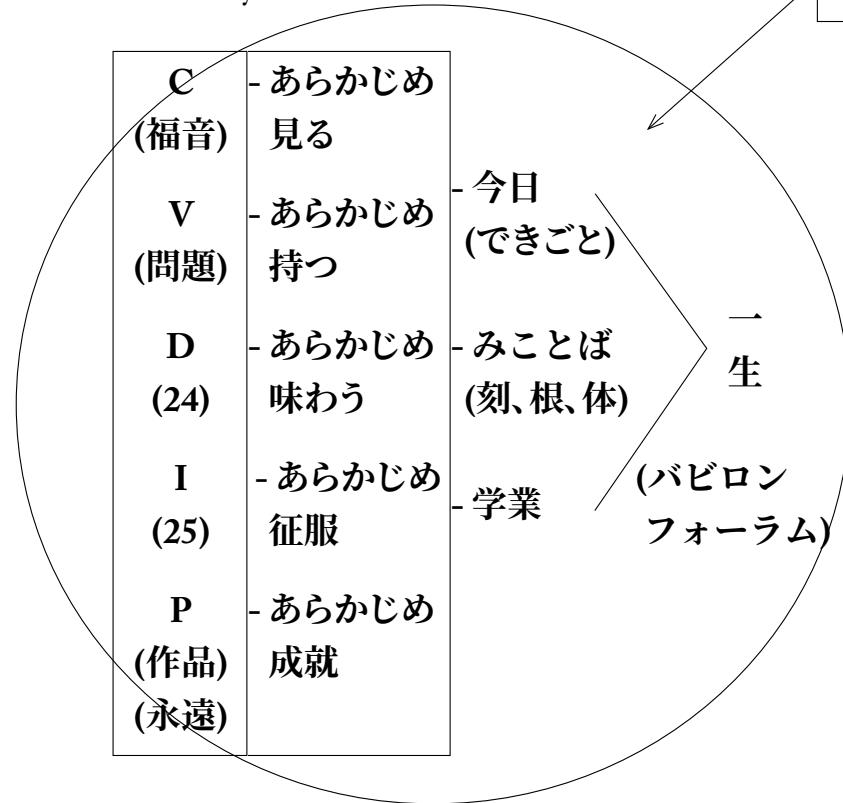 C
(福音)
- あらかじめ
見る
V
(問題)
- あらかじめ
持つ
D
(24)
- あらかじめ
味わう
I
(25)
- あらかじめ
征服
P
(作品)
(永遠)
- あらかじめ
成就
- 今日
(できごと)
- みことば
(刻、根、体)
- 学業
一
生
(バビロン
フォーラム)